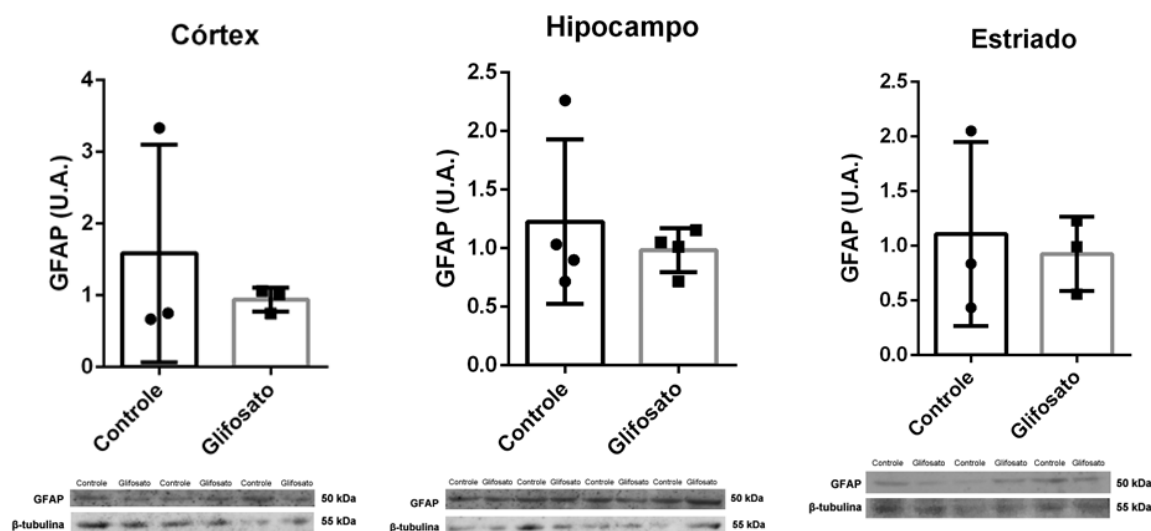 Córtex
GFAP (U.A.)
4
3
2
1
0
Controle
Glifosato
Controle Glifosato Controle Glifosato Controle Glifosato
GFAP 50 kDa
β-tubulina 55 kDa
Hipocampo
GFAP (U.A.)
2.5
2.0
1.5
1.0
0.5
0.0
Controle
Glifosato
Controle Glifosato Controle Glifosato Controle Glifosato Controle Glifosato
GFAP 50 kDa
β-tubulina 55 kDa
Estriado
GFAP (U.A.)
2.5
2.0
1.5
1.0
0.5
0.0
Controle
Glifosato
Controle Glifosato Controle Glifosato Controle Glifosato
GFAP 50 kDa
β-tubulina 55 kDa